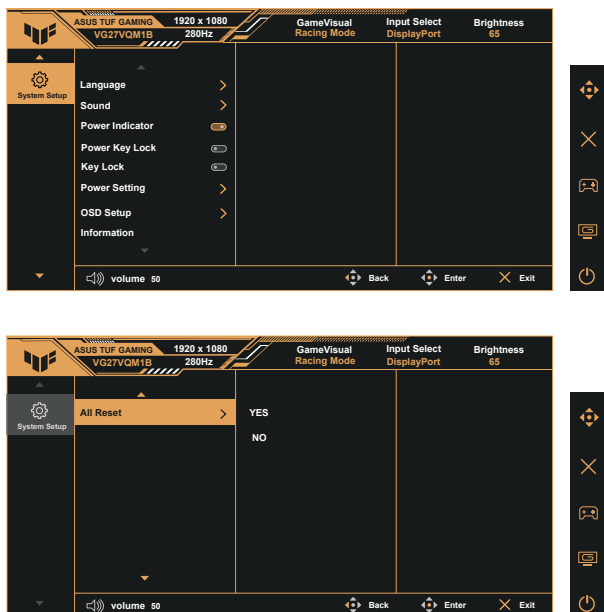 ASUS TUF GAMING 1920 x 1080 GameVisual Input Select Brightness
VG27VQM1B 280Hz Racing Mode DisplayPort 65
System Setup
Language
Sound
Power Indicator
Power Key Lock
Key Lock
Power Setting
OSD Setup
Information
volume 50 Back Enter Exit
ASUS TUF GAMING 1920 x 1080 GameVisual Input Select Brightness
VG27VQM1B 280Hz Racing Mode DisplayPort 65
System Setup
All Reset YES
NO
volume 50 Back Enter Exit